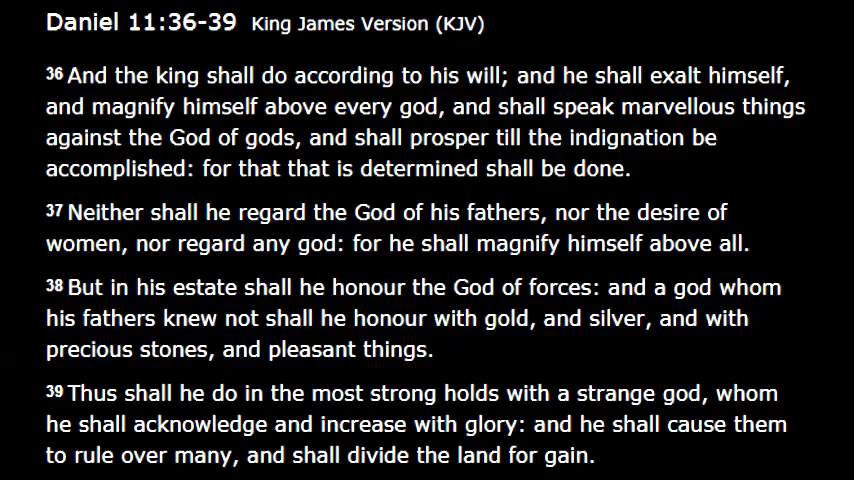 Daniel 11:36-39 King James Version (KJV)
36 And the king shall do according to his will; and he shall exalt himself,
and magnify himself above every god, and shall speak marvellous things
against the God of gods, and shall prosper till the indignation be
accomplished: for that that is determined shall be done.
37 Neither shall he regard the God of his fathers, nor the desire of
women, nor regard any god: for he shall magnify himself above all.
38 But in his estate shall he honour the God of forces: and a god whom
his fathers knew not shall he honour with gold, and silver, and with
precious stones, and pleasant things.
39 Thus shall he do in the most strong holds with a strange god, whom
he shall acknowledge and increase with glory: and he shall cause them
to rule over many, and shall divide the land for gain.